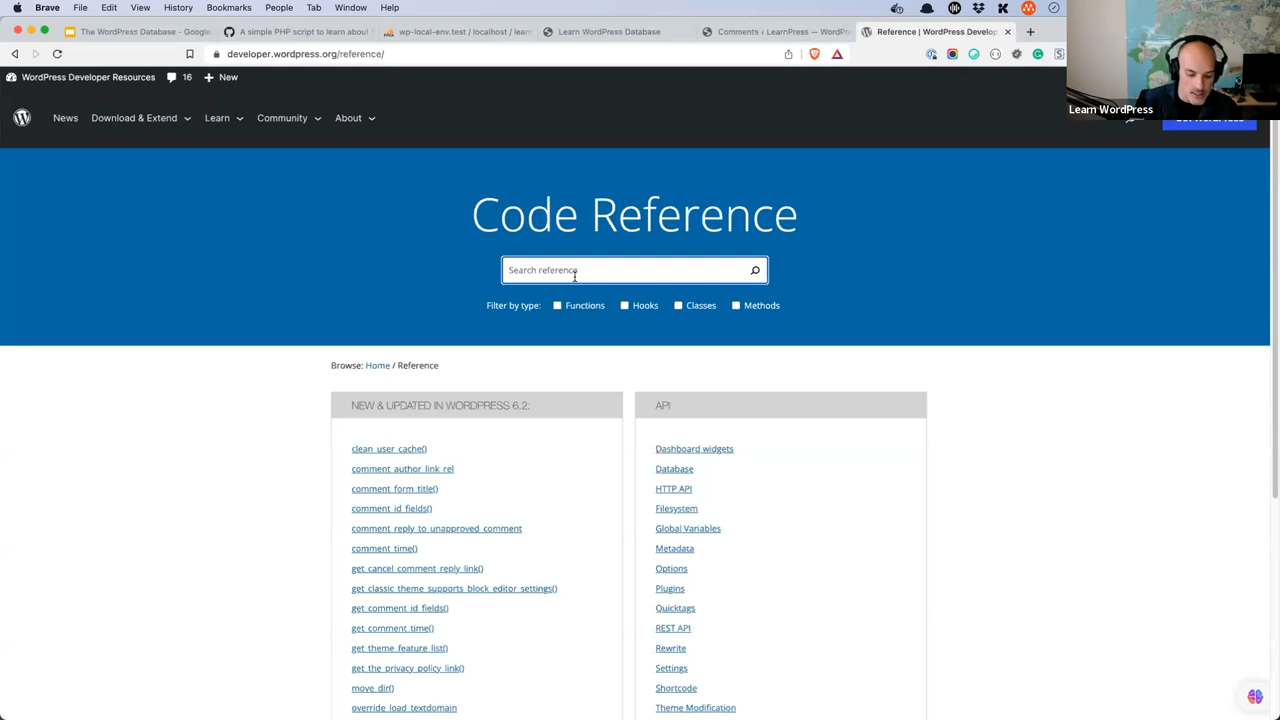 Brave File Edit View History Bookmarks People Tab Window Help
The WordPress Database - Google
A simple PHP script to learn about
wp-local-env.test / localhost / learn
Learn WordPress Database
Comments ‹ LearnPress — WordPr
Reference | WordPress Develop
developer.wordpress.org/reference/
WordPress Developer Resources 16 + New
News Download & Extend Learn Community About
Learn WordPress
Code Reference
Search reference
Filter by type: Functions Hooks Classes Methods
Browse: Home / Reference
NEW & UPDATED IN WORDPRESS 6.2:
clean_user_cache()
comment_author_link_rel
comment_form_title()
comment_id_fields()
comment_reply_to_unapproved_comment
comment_time()
get_cancel_comment_reply_link()
get_classic_theme_supports_block_editor_settings()
get_comment_id_fields()
get_comment_time()
get_theme_feature_list()
get_the_privacy_policy_link()
move_dir()
override_load_textdomain
API
Dashboard widgets
Database
HTTP API
Filesystem
Global Variables
Metadata
Options
Plugins
Quicktags
REST API
Rewrite
Settings
Shortcode
Theme Modification